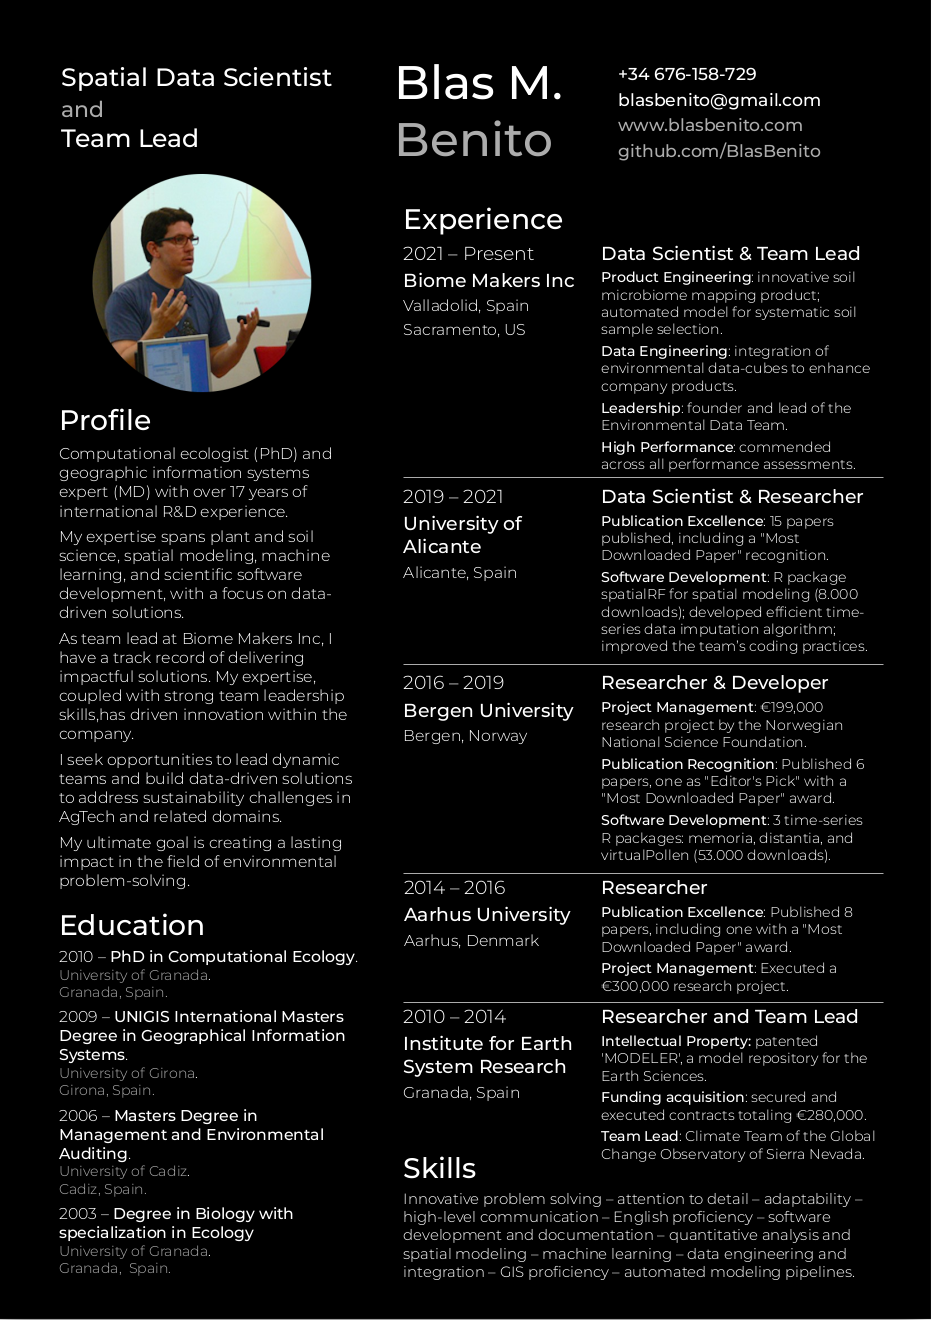 Spatial Data Scientist
and
Team Lead
Blas M.
Benito
+34 676-158-729
blasbenito@gmail.com
www.blasbenito.com
github.com/BlasBenito
Profile
Computational ecologist (PhD) and
geographic information systems
expert (MD) with over 17 years of
international R&D experience.
My expertise spans plant and soil
science, spatial modeling, machine
learning, and scientific software
development, with a focus on data-
driven solutions.
As team lead at Biome Makers Inc, I
have a track record of delivering
impactful solutions. My expertise,
coupled with strong team leadership
skills,has driven innovation within the
company.
I seek opportunities to lead dynamic
teams and build data-driven solutions
to address sustainability challenges in
AgTech and related domains.
My ultimate goal is creating a lasting
impact in the field of environmental
problem-solving.
Education
2010 – PhD in Computational Ecology.
University of Granada.
Granada, Spain.
2009 – UNIGIS International Masters
Degree in Geographical Information
Systems.
University of Girona.
Girona, Spain.
2006 – Masters Degree in
Management and Environmental
Auditing.
University of Cadiz.
Cadiz, Spain.
2003 – Degree in Biology with
specialization in Ecology
University of Granada.
Granada, Spain.
Experience
2021 – Present
Biome Makers Inc
Valladolid, Spain
Sacramento, US
Data Scientist & Team Lead
Product Engineering: innovative soil
microbiome mapping product;
automated model for systematic soil
sample selection.
Data Engineering: integration of
environmental data-cubes to enhance
company products.
Leadership: founder and lead of the
Environmental Data Team.
High Performance: commended
across all performance assessments.
2019 – 2021
University of
Alicante
Alicante, Spain
Data Scientist & Researcher
Publication Excellence: 15 papers
published, including a "Most
Downloaded Paper" recognition.
Software Development: R package
spatialRF for spatial modeling (8.000
downloads); developed efficient time-
series data imputation algorithm;
improved the team's coding practices.
2016 – 2019
Bergen University
Bergen, Norway
Researcher & Developer
Project Management: €199,000
research project by the Norwegian
National Science Foundation.
Publication Recognition: Published 6
papers, one as "Editor's Pick" with a
"Most Downloaded Paper" award.
Software Development: 3 time-series
R packages: memoria, distantia, and
virtualPollen (53.000 downloads).
2014 – 2016
Aarhus University
Aarhus, Denmark
Researcher
Publication Excellence: Published 8
papers, including one with a "Most
Downloaded Paper" award.
Project Management: Executed a
€300,000 research project.
2010 – 2014
Institute for Earth
System Research
Granada, Spain
Researcher and Team Lead
Intellectual Property: patented
'MODELER', a model repository for the
Earth Sciences.
Funding acquisition: secured and
executed contracts totaling €280,000.
Team Lead: Climate Team of the Global
Change Observatory of Sierra Nevada.
Skills
Innovative problem solving – attention to detail – adaptability –
high-level communication – English proficiency – software
development and documentation – quantitative analysis and
spatial modeling – machine learning – data engineering and
integration – GIS proficiency – automated modeling pipelines.